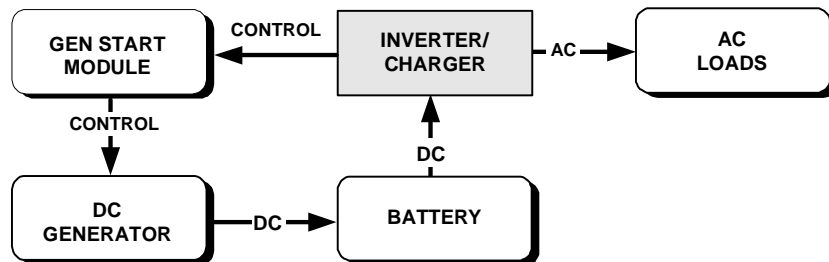 GEN START
MODULE
CONTROL
INVERTER/
CHARGER
AC
AC
LOADS
CONTROL
DC
DC
GENERATOR
DC
BATTERY